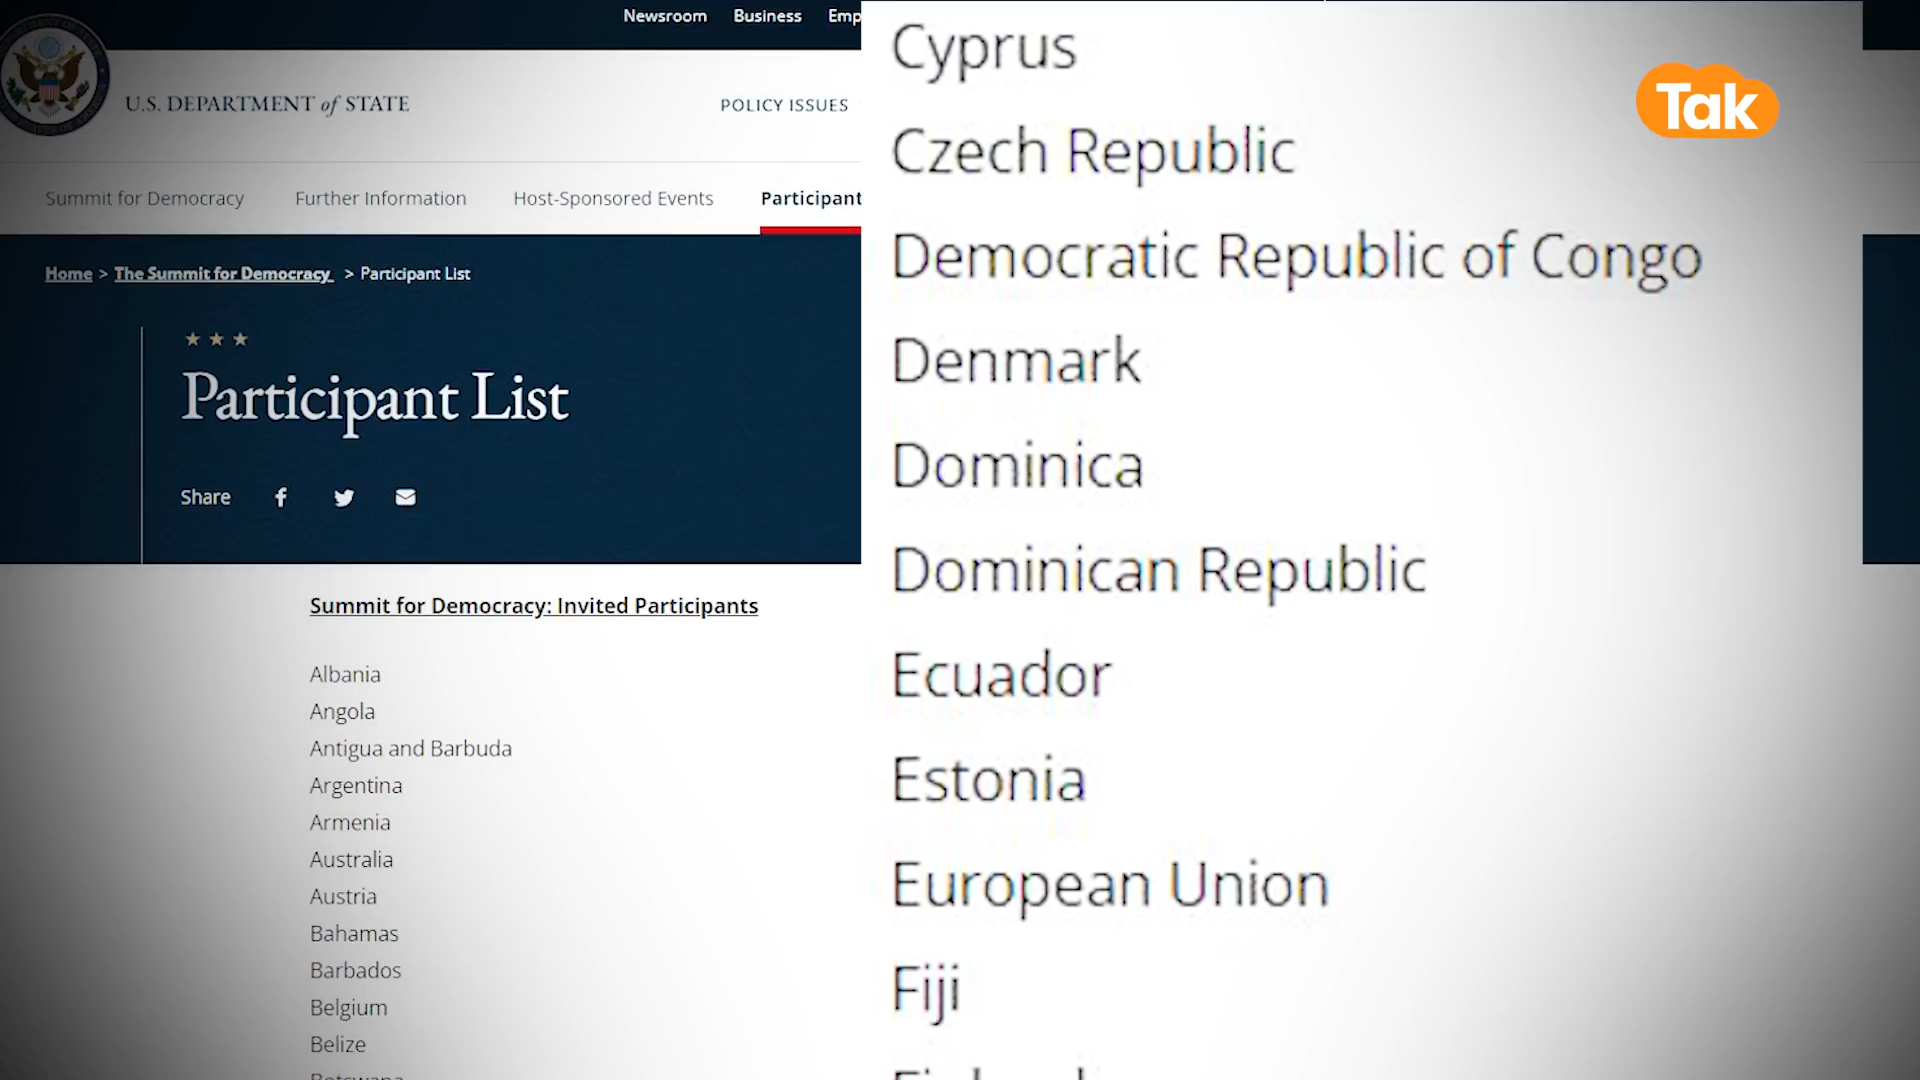 Newsroom Business
U.S. DEPARTMENT of STATE
POLICY ISSUES
Summit for Democracy Further Information Host-Sponsored Events Participant
Home > The Summit for Democracy > Participant List
Participant List
Share
Summit for Democracy: Invited Participants
Albania
Angola
Antigua and Barbuda
Argentina
Armenia
Australia
Austria
Bahamas
Barbados
Belgium
Belize
Cyprus
Czech Republic
Democratic Republic of Congo
Denmark
Dominica
Dominican Republic
Ecuador
Estonia
European Union
Fiji
Tak